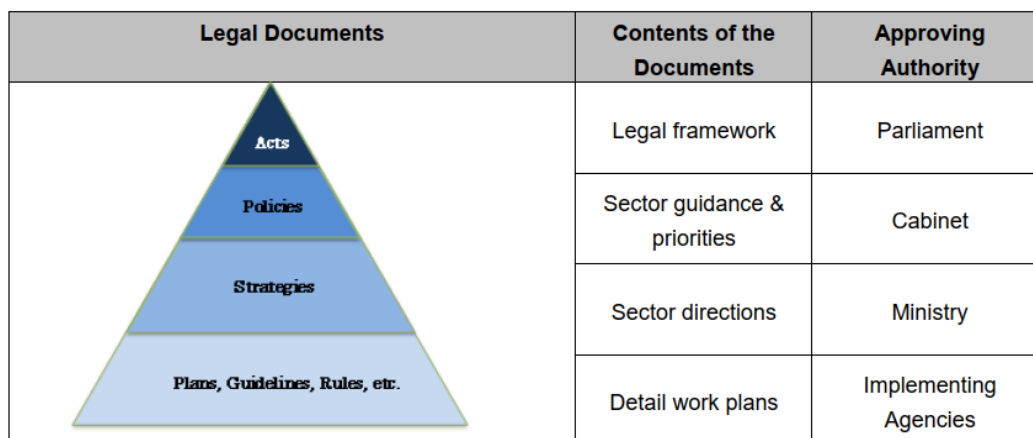 Legal Documents
Contents of the
Documents
Approving
Authority
Acts
Legal framework
Parliament
Policies
Sector guidance &
priorities
Cabinet
Strategies
Sector directions
Ministry
Plans, Guidelines, Rules, etc.
Detail work plans
Implementing
Agencies